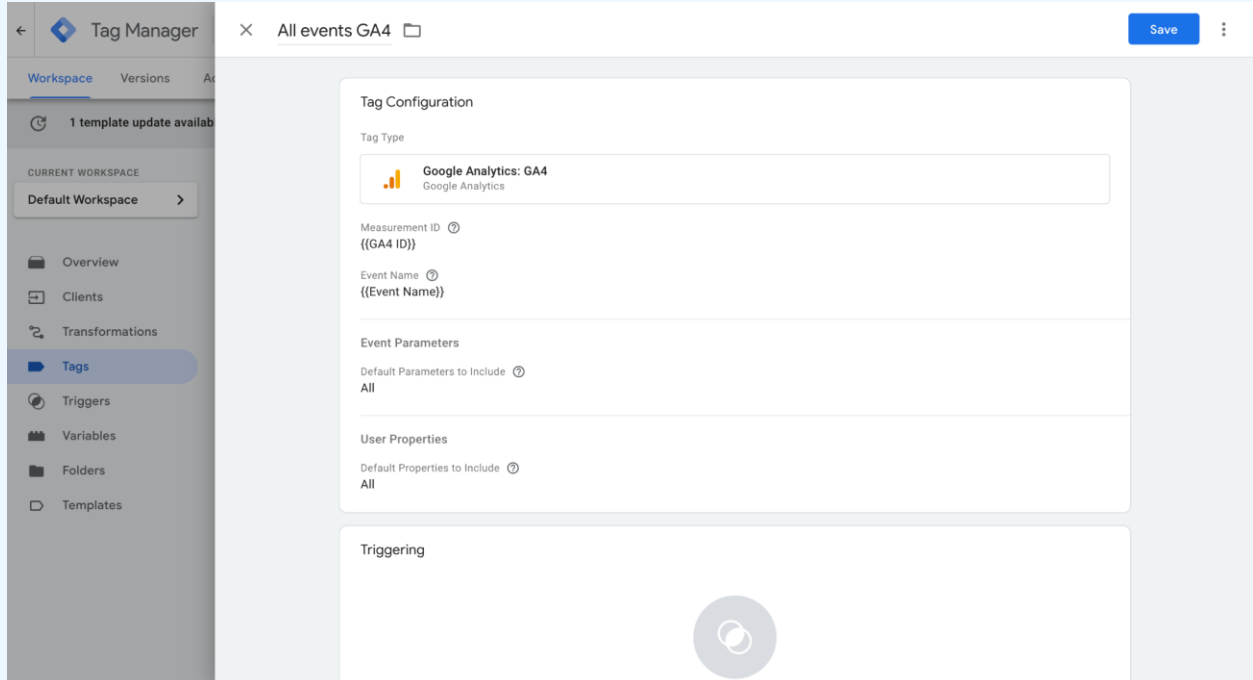 Tag Manager
All events GA4
Save
Workspace Versions Ac
1 template update availab
CURRENT WORKSPACE
Default Workspace
Overview
Clients
Transformations
Tags
Triggers
Variables
Folders
Templates
Tag Configuration
Tag Type
Google Analytics: GA4
Google Analytics
Measurement ID
{{GA4 ID}}
Event Name
{{Event Name}}
Event Parameters
Default Parameters to Include
All
User Properties
Default Properties to Include
All
Triggering